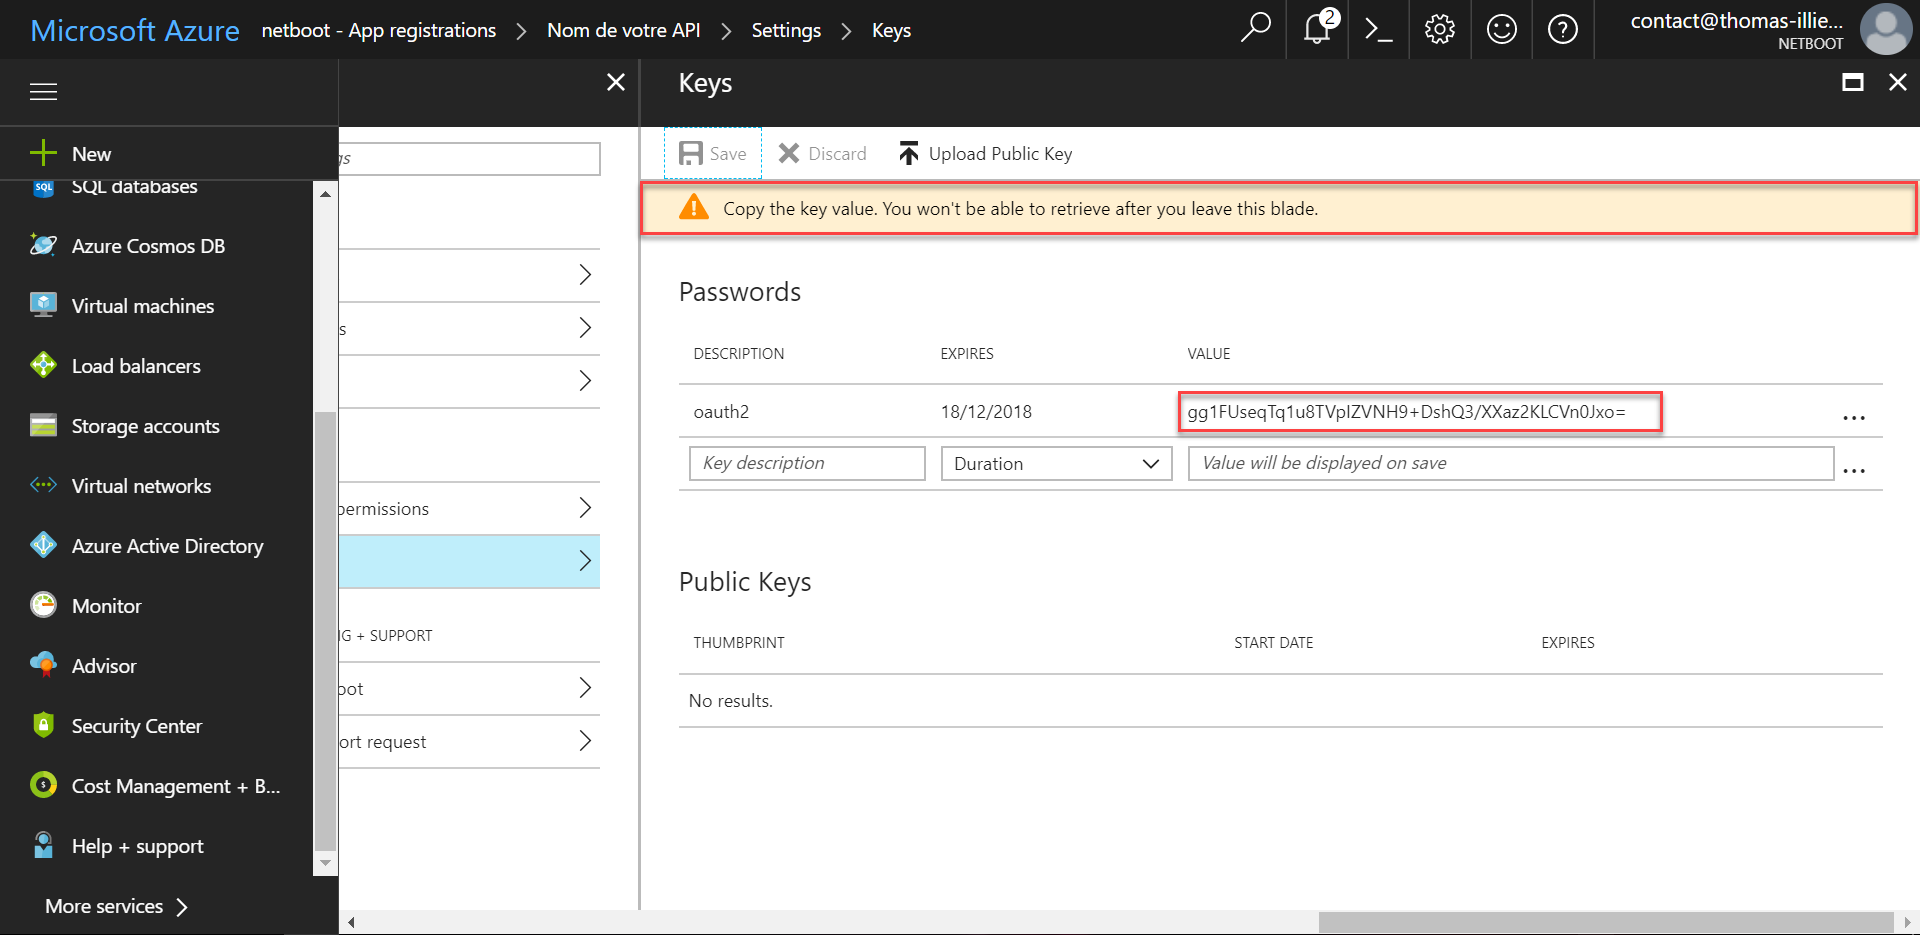 Microsoft Azure netboot - App registrations > Nom de votre API > Settings > Keys
2
contact@thomas-illie...
NETBOOT
Keys
New
SQL databases
Azure Cosmos DB
Virtual machines
Load balancers
Storage accounts
Virtual networks
Azure Active Directory
Monitor
Advisor
Security Center
Cost Management + B...
Help + support
More services >
gs
s
permissions
NG + SUPPORT
oot
ort request
Save Discard Upload Public Key
Copy the key value. You won't be able to retrieve after you leave this blade.
Passwords
DESCRIPTION EXPIRES VALUE
oauth2 18/12/2018 gg1FUseqTq1u8TVpIZVNH9+DshQ3/XXaz2KLCVn0Jxo= ...
Key description Duration Value will be displayed on save ...
Public Keys
THUMBPRINT START DATE EXPIRES
No results.